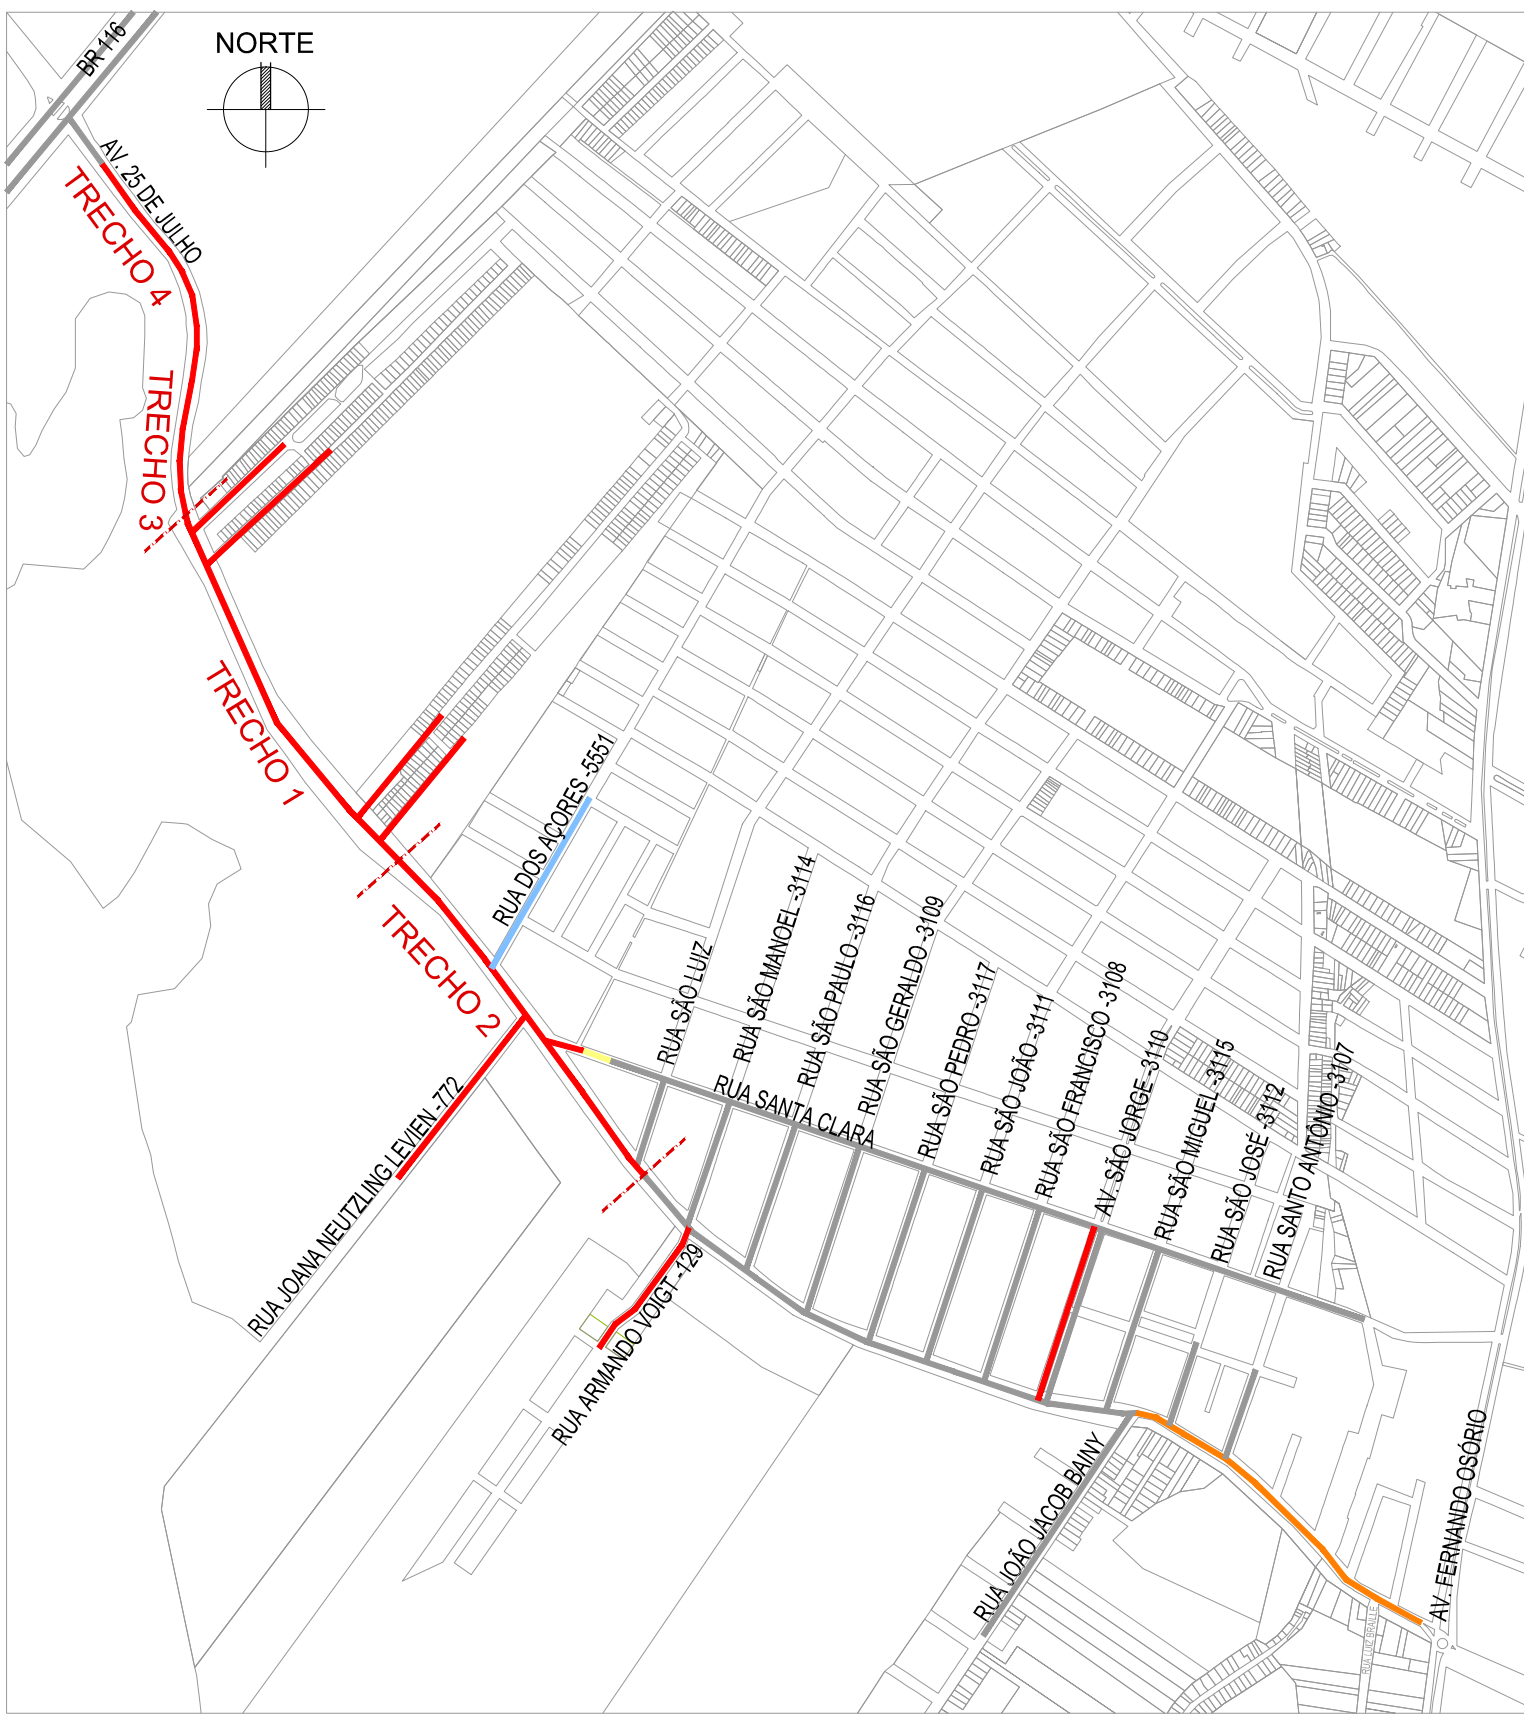 BR 116
NORTE
AV. 25 DE JULHO
TRECHO 4
TRECHO 3
TRECHO 1
TRECHO 2
RUA DOS AÇORES -5551
RUA SÃO LUIZ
RUA SÃO MANOEL -3114
RUA SÃO PAULO -3116
RUA SÃO GERALDO -3109
RUA SÃO PEDRO -3117
RUA SÃO JOÃO -3111
RUA SÃO FRANCISCO -3108
AV. SÃO JORGE -3110
RUA SÃO MIGUEL -3115
RUA SÃO JOSÉ -3112
RUA SANTO ANTÔNIO -3107
RUA SANTA CLARA
RUA JOANA NEUTZLING LEVIEN -772
RUA ARMANDO VOIGT -129
RUA JOÃO JACOB BAINY
AV. FERNANDO OSÓRIO
RUA LUIZ BRAILLE